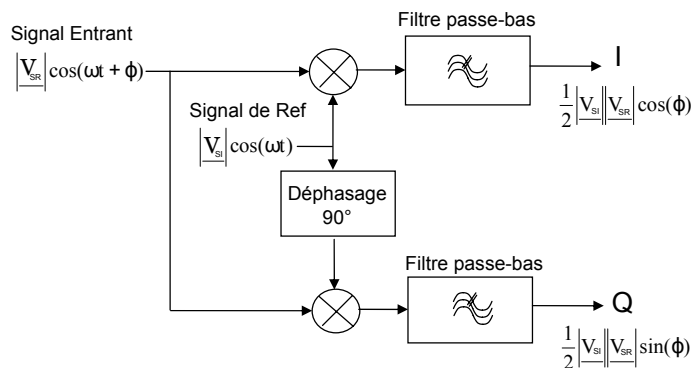 Signal Entrant
|V_SR| cos(ωt + ϕ)
Filtre passe-bas
I
1/2 |V_SI| |V_SR| cos(ϕ)
Signal de Ref
|V_SI| cos(ωt)
Déphasage
90°
Filtre passe-bas
Q
1/2 |V_SI| |V_SR| sin(ϕ)